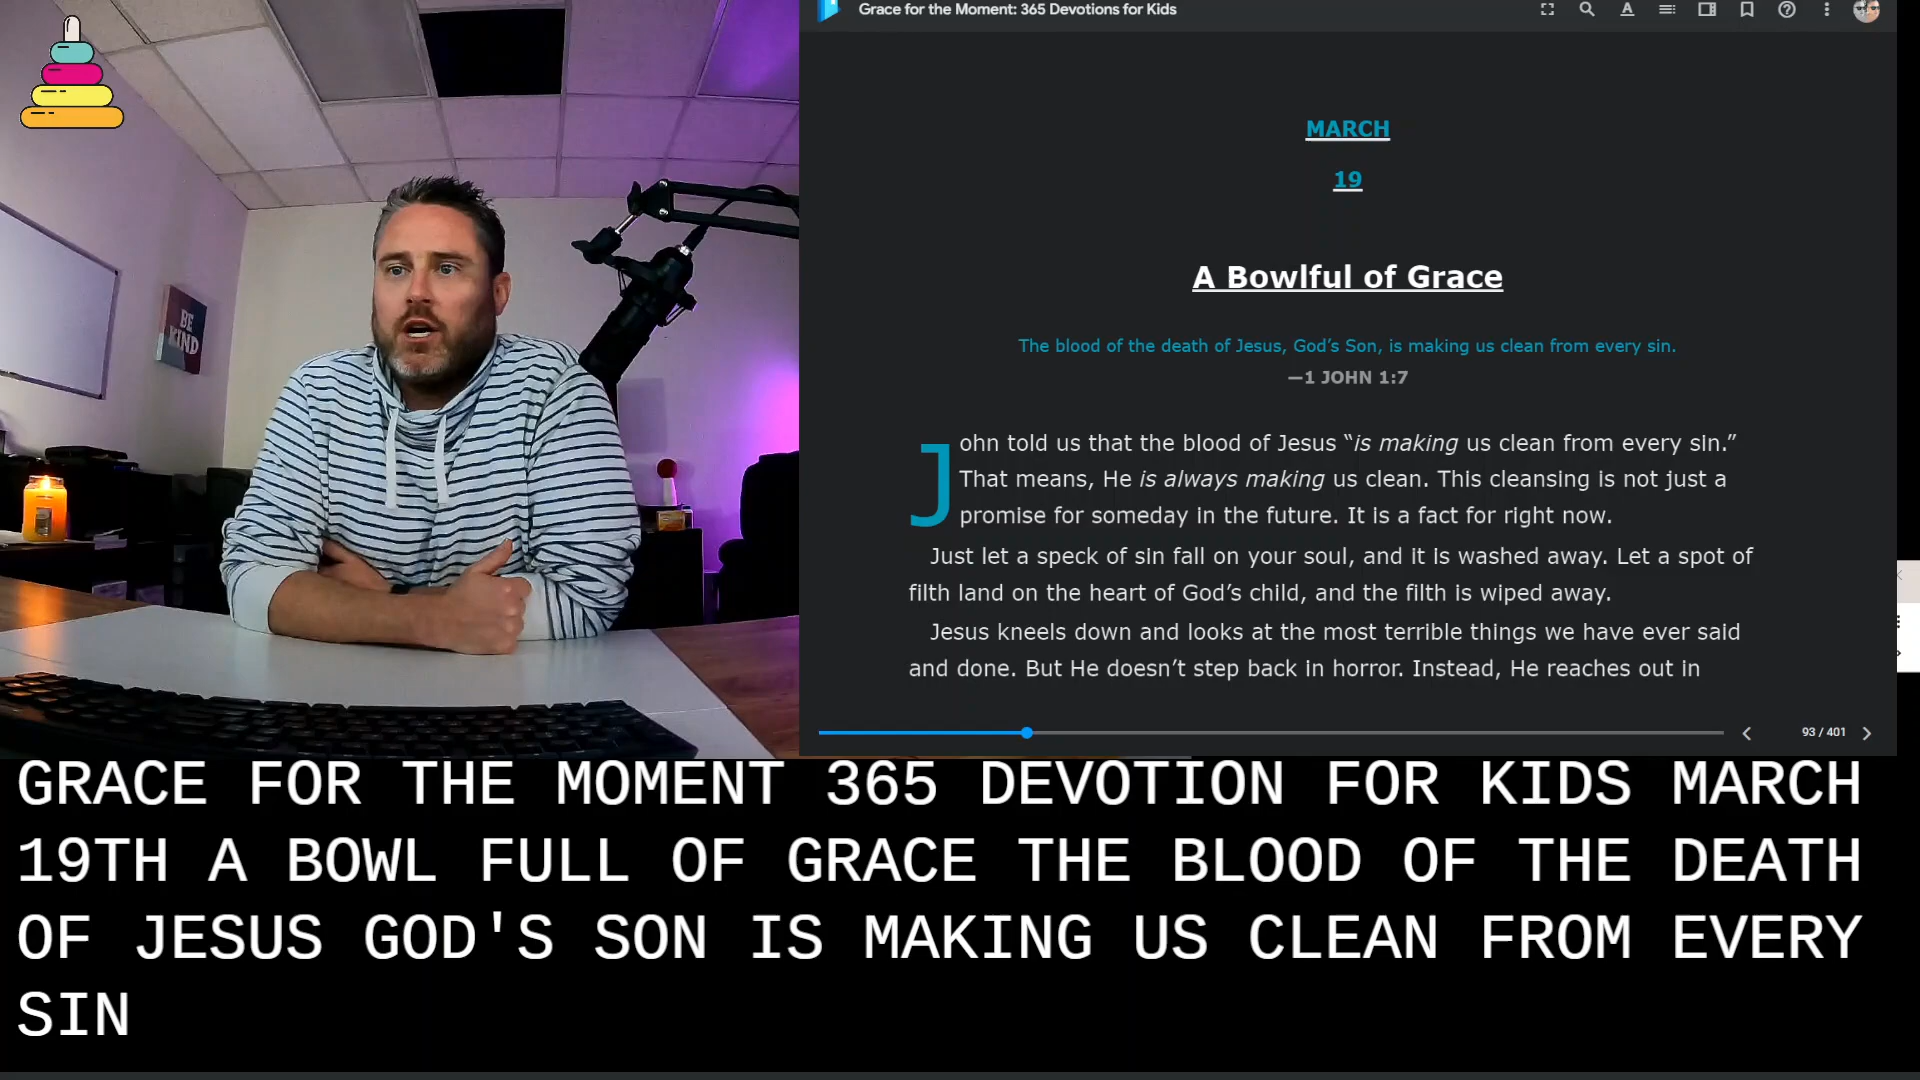 BE
KIND
Grace for the Moment: 365 Devotions for Kids
MARCH
19
A Bowlful of Grace
The blood of the death of Jesus, God’s Son, is making us clean from every sin.
—1 JOHN 1:7
John told us that the blood of Jesus “is making us clean from every sin.”
That means, He is always making us clean. This cleansing is not just a
promise for someday in the future. It is a fact for right now.
Just let a speck of sin fall on your soul, and it is washed away. Let a spot of
filth land on the heart of God’s child, and the filth is wiped away.
Jesus kneels down and looks at the most terrible things we have ever said
and done. But He doesn’t step back in horror. Instead, He reaches out in
93 / 401
GRACE FOR THE MOMENT 365 DEVOTION FOR KIDS MARCH
19TH A BOWL FULL OF GRACE THE BLOOD OF THE DEATH
OF JESUS GOD'S SON IS MAKING US CLEAN FROM EVERY
SIN